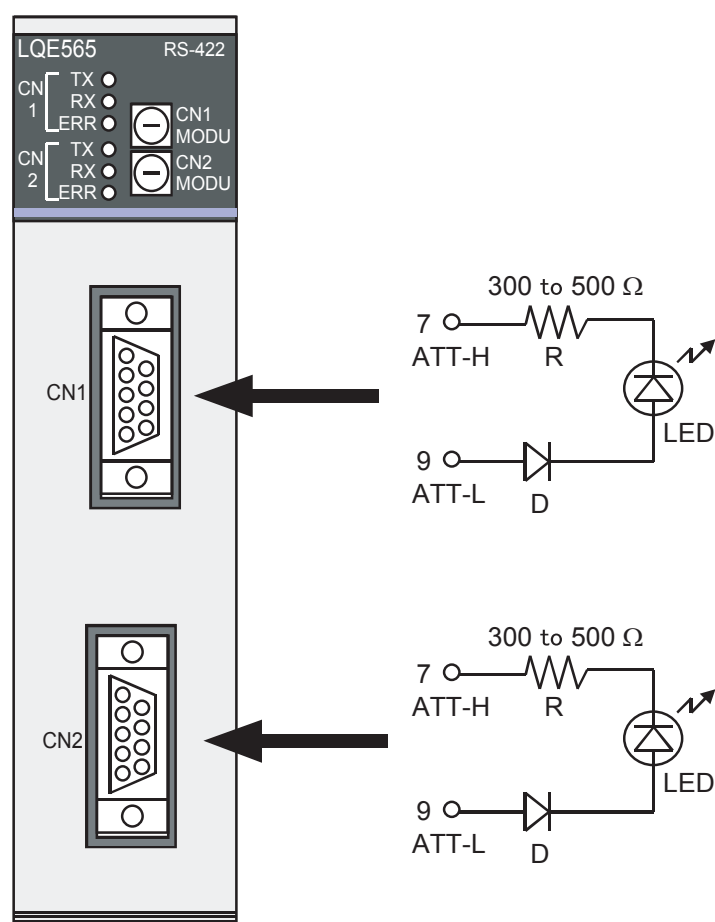 LQE565 RS-422
CN 1
TX
RX
ERR
CN1 MODU
CN 2
TX
RX
ERR
CN2 MODU
CN1
300 to 500 Ω
7
ATT-H R
LED
9
ATT-L D
CN2
300 to 500 Ω
7
ATT-H R
LED
9
ATT-L D